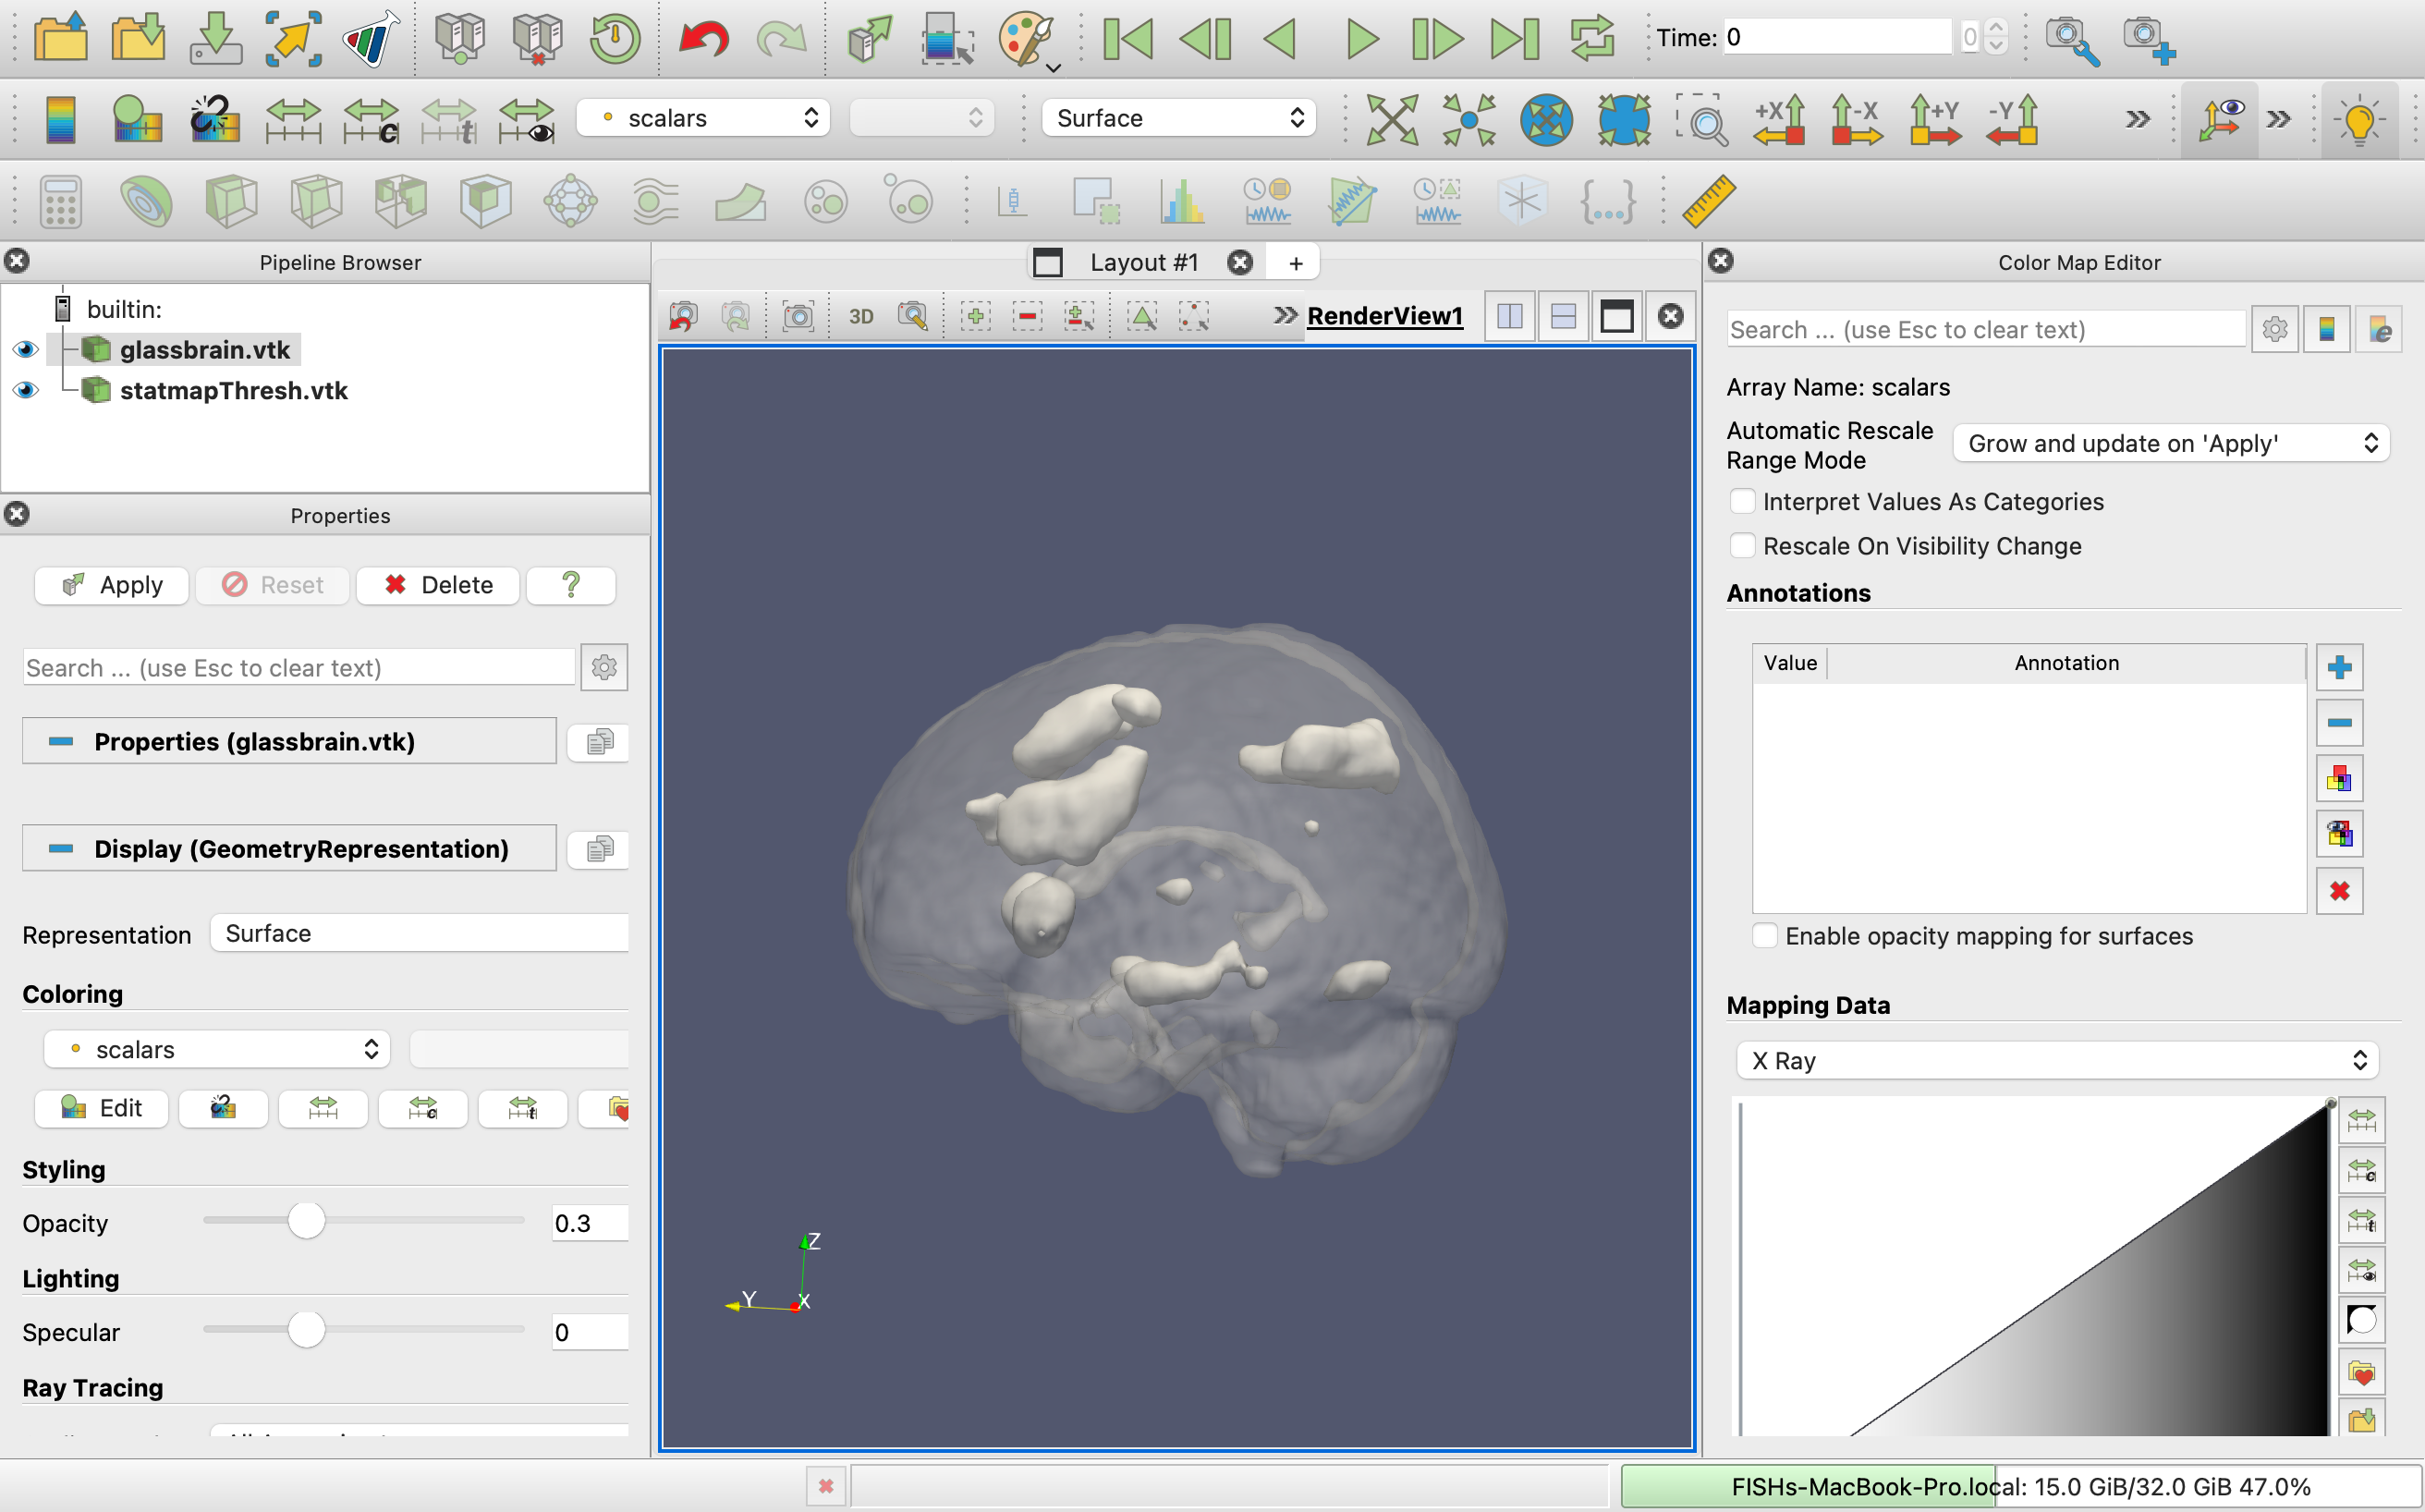 Time: 0
0
c
t
scalars
Surface
+X
-X
+Y
-Y
Pipeline Browser
builtin:
glassbrain.vtk
statmapThresh.vtk
Properties
Apply
Reset
Delete
?
Search ... (use Esc to clear text)
Properties (glassbrain.vtk)
Display (GeometryRepresentation)
Representation
Surface
Coloring
scalars
Edit
c
t
Styling
Opacity
0.3
Lighting
Specular
0
Ray Tracing
Layout #1
+
3D
RenderView1
Z
Y
X
Color Map Editor
Search ... (use Esc to clear text)
e
Array Name: scalars
Automatic Rescale
Range Mode
Grow and update on 'Apply'
Interpret Values As Categories
Rescale On Visibility Change
Annotations
Value
Annotation
Enable opacity mapping for surfaces
Mapping Data
X Ray
c
t
FISHs-MacBook-Pro.local: 15.0 GiB/32.0 GiB 47.0%